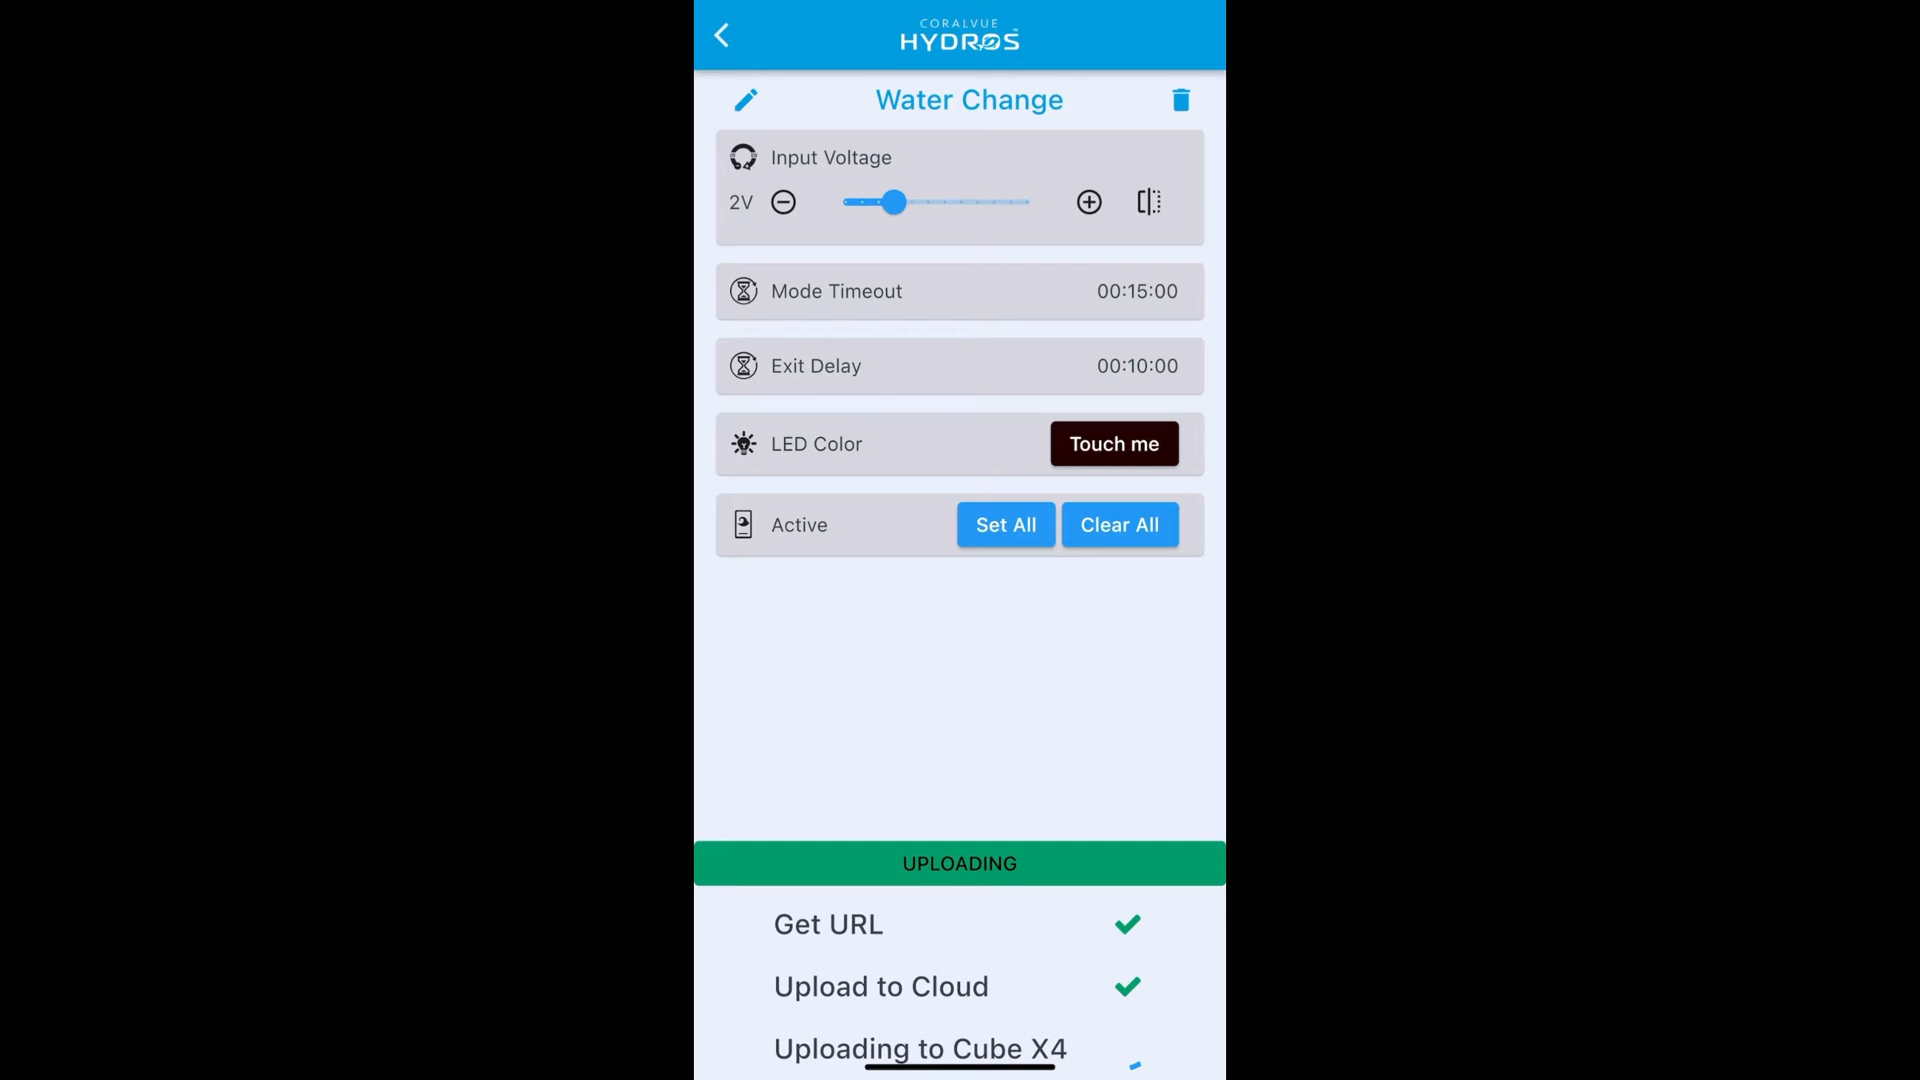 CORALVUE
HYDROS
Water Change
Input Voltage
2V
Mode Timeout 00:15:00
Exit Delay 00:10:00
LED Color Touch me
Active Set All Clear All
UPLOADING
Get URL
Upload to Cloud
Uploading to Cube X4